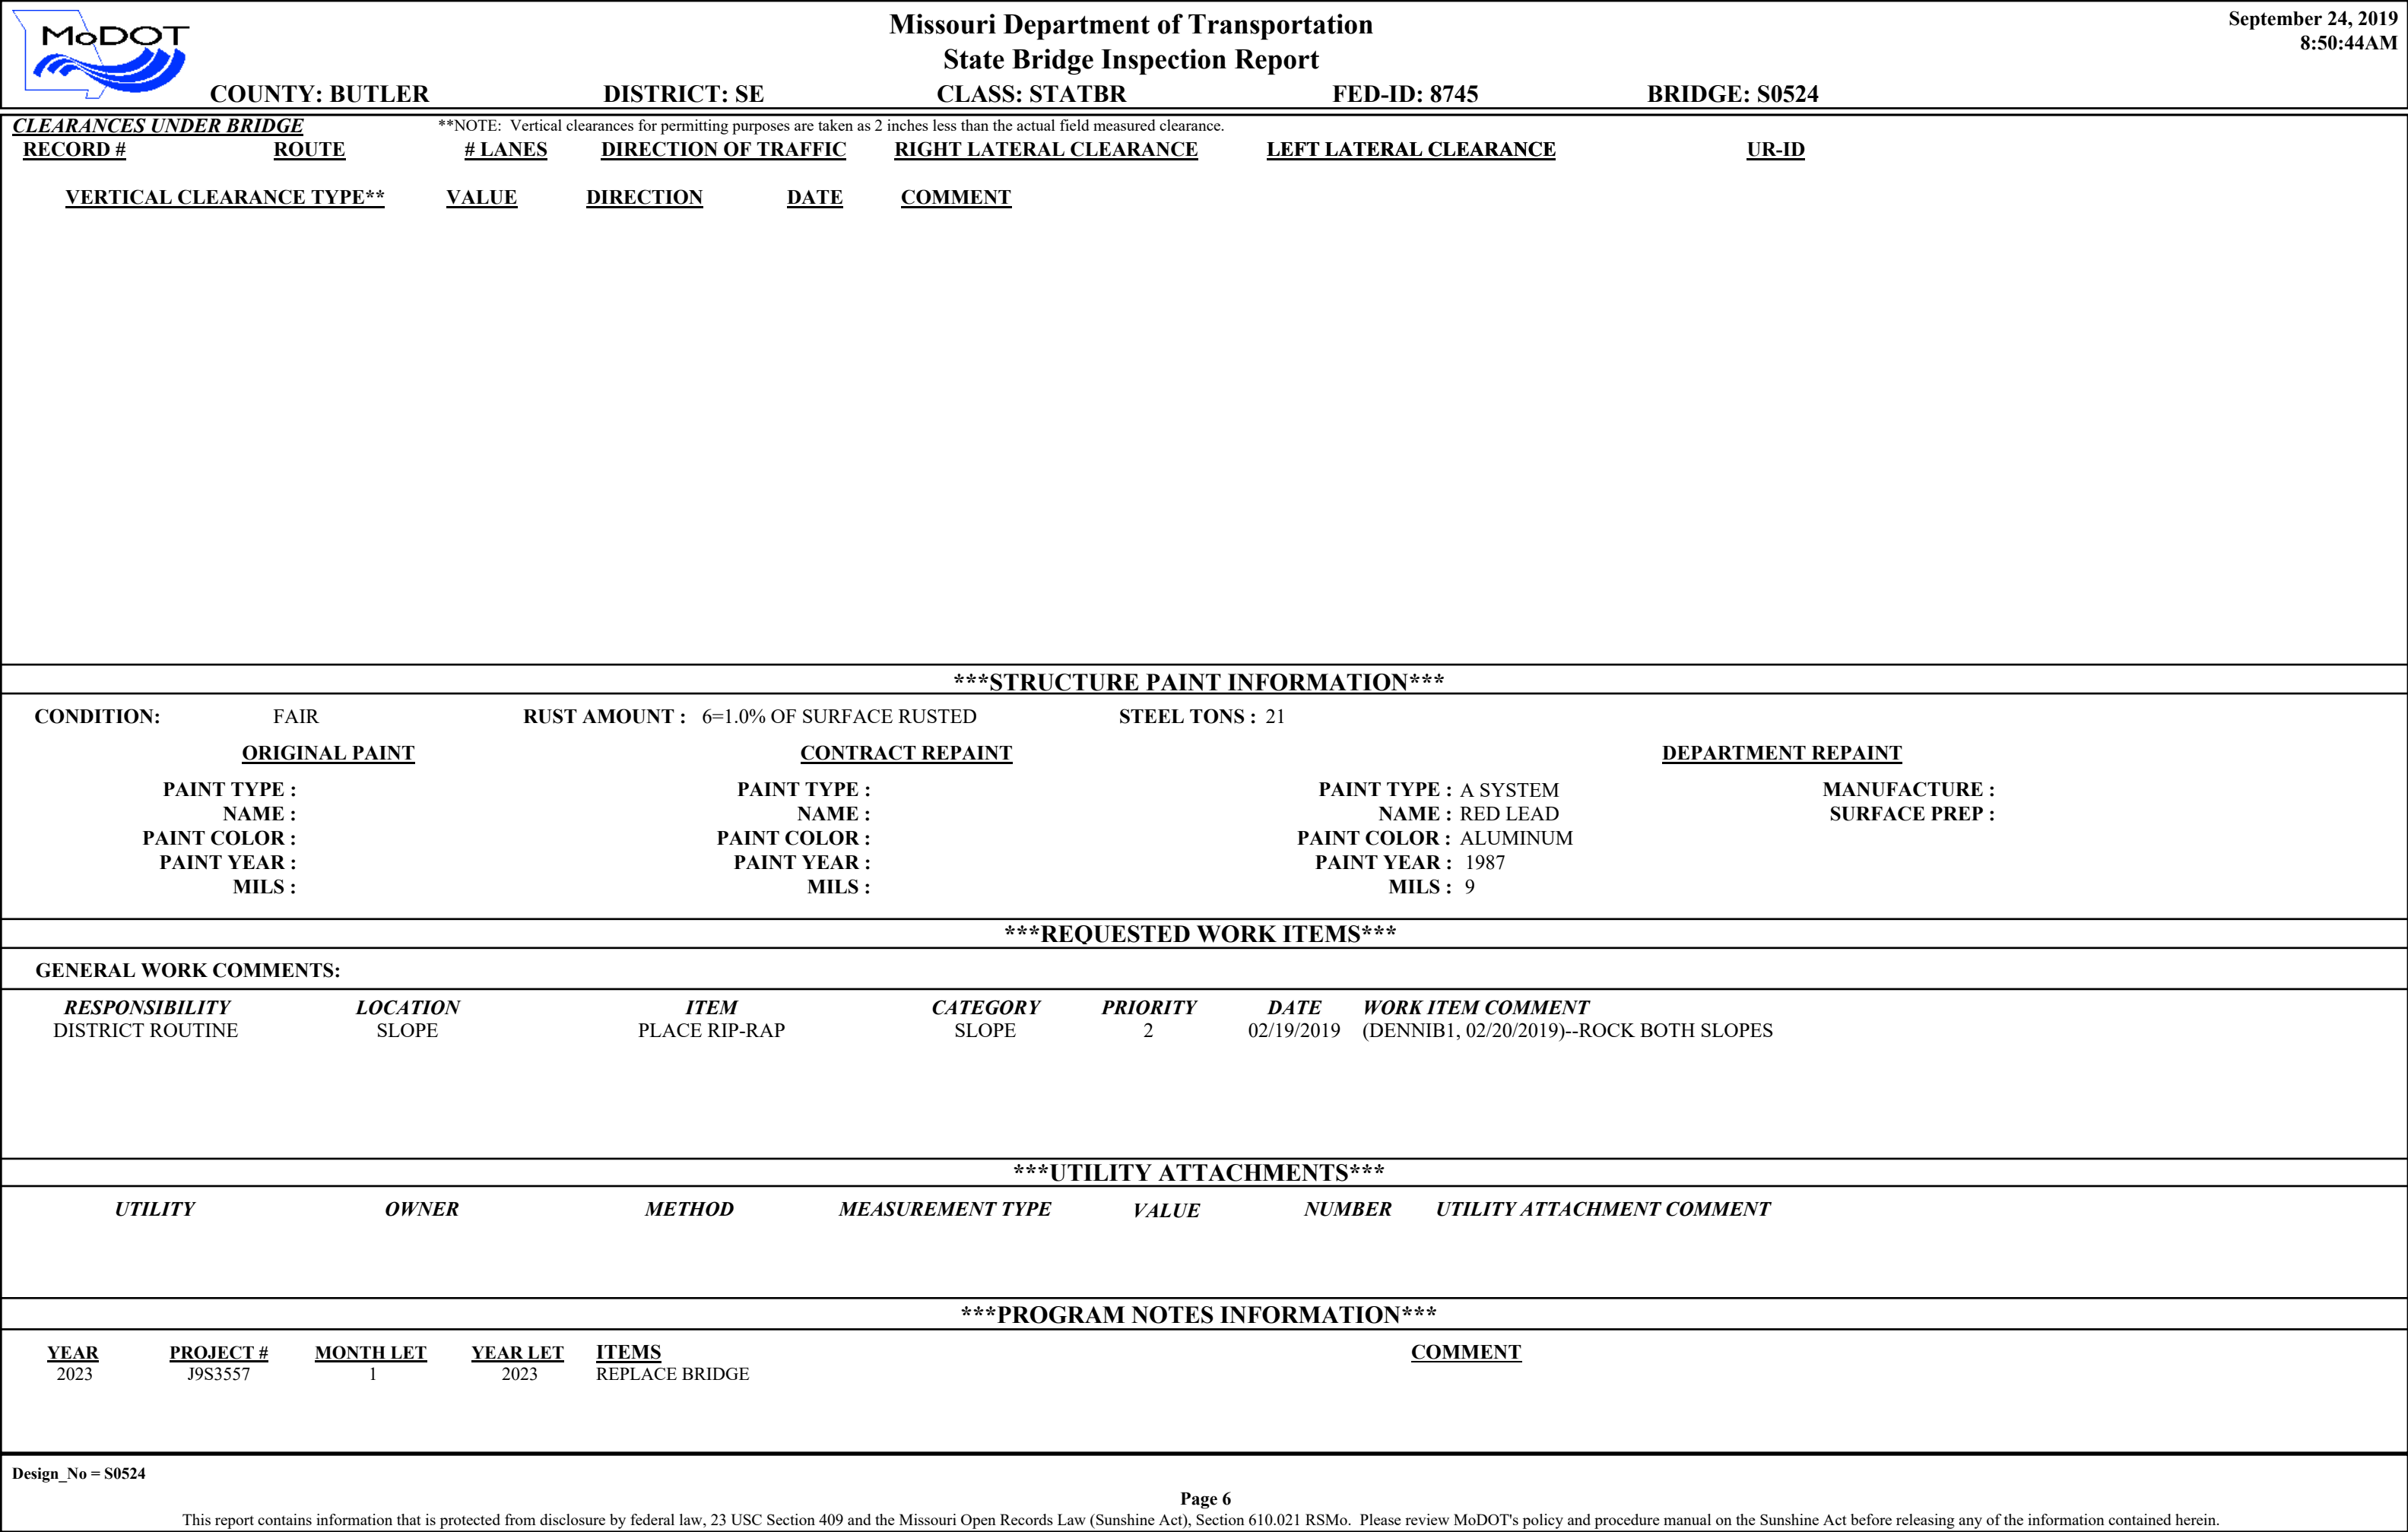 MoDOT
Missouri Department of Transportation
State Bridge Inspection Report
September 24, 2019
8:50:44AM
COUNTY: BUTLER DISTRICT: SE CLASS: STATBR FED-ID: 8745 BRIDGE: S0524
CLEARANCES UNDER BRIDGE **NOTE: Vertical clearances for permitting purposes are taken as 2 inches less than the actual field measured clearance.
RECORD # ROUTE # LANES DIRECTION OF TRAFFIC RIGHT LATERAL CLEARANCE LEFT LATERAL CLEARANCE UR-ID
VERTICAL CLEARANCE TYPE** VALUE DIRECTION DATE COMMENT
***STRUCTURE PAINT INFORMATION***
CONDITION: FAIR RUST AMOUNT : 6=1.0% OF SURFACE RUSTED STEEL TONS : 21
ORIGINAL PAINT CONTRACT REPAINT DEPARTMENT REPAINT
PAINT TYPE : PAINT TYPE : PAINT TYPE : A SYSTEM MANUFACTURE :
NAME : NAME : NAME : RED LEAD SURFACE PREP :
PAINT COLOR : PAINT COLOR : PAINT COLOR : ALUMINUM
PAINT YEAR : PAINT YEAR : PAINT YEAR : 1987
MILS : MILS : MILS : 9
***REQUESTED WORK ITEMS***
GENERAL WORK COMMENTS:
RESPONSIBILITY LOCATION ITEM CATEGORY PRIORITY DATE WORK ITEM COMMENT
DISTRICT ROUTINE SLOPE PLACE RIP-RAP SLOPE 2 02/19/2019 (DENNIB1, 02/20/2019)--ROCK BOTH SLOPES
***UTILITY ATTACHMENTS***
UTILITY OWNER METHOD MEASUREMENT TYPE VALUE NUMBER UTILITY ATTACHMENT COMMENT
***PROGRAM NOTES INFORMATION***
YEAR PROJECT # MONTH LET YEAR LET ITEMS COMMENT
2023 J9S3557 1 2023 REPLACE BRIDGE
Design_No = S0524
Page 6
This report contains information that is protected from disclosure by federal law, 23 USC Section 409 and the Missouri Open Records Law (Sunshine Act), Section 610.021 RSMo. Please review MoDOT's policy and procedure manual on the Sunshine Act before releasing any of the information contained herein.